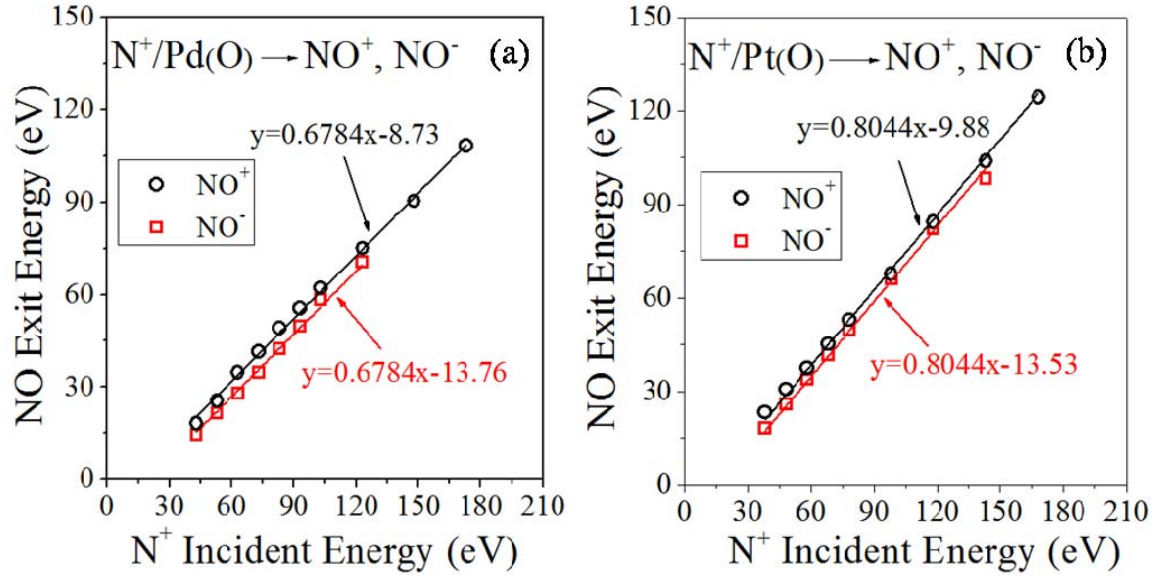 N⁺/Pd(O) → NO⁺, NO⁻ (a)
y=0.6784x-8.73
NO⁺
NO⁻
y=0.6784x-13.76
NO Exit Energy (eV)
150
120
90
60
30
0
0 30 60 90 120 150 180 210
N⁺ Incident Energy (eV)
N⁺/Pt(O) → NO⁺, NO⁻ (b)
y=0.8044x-9.88
NO⁺
NO⁻
y=0.8044x-13.53
NO Exit Energy (eV)
150
120
90
60
30
0
0 30 60 90 120 150 180 210
N⁺ Incident Energy (eV)